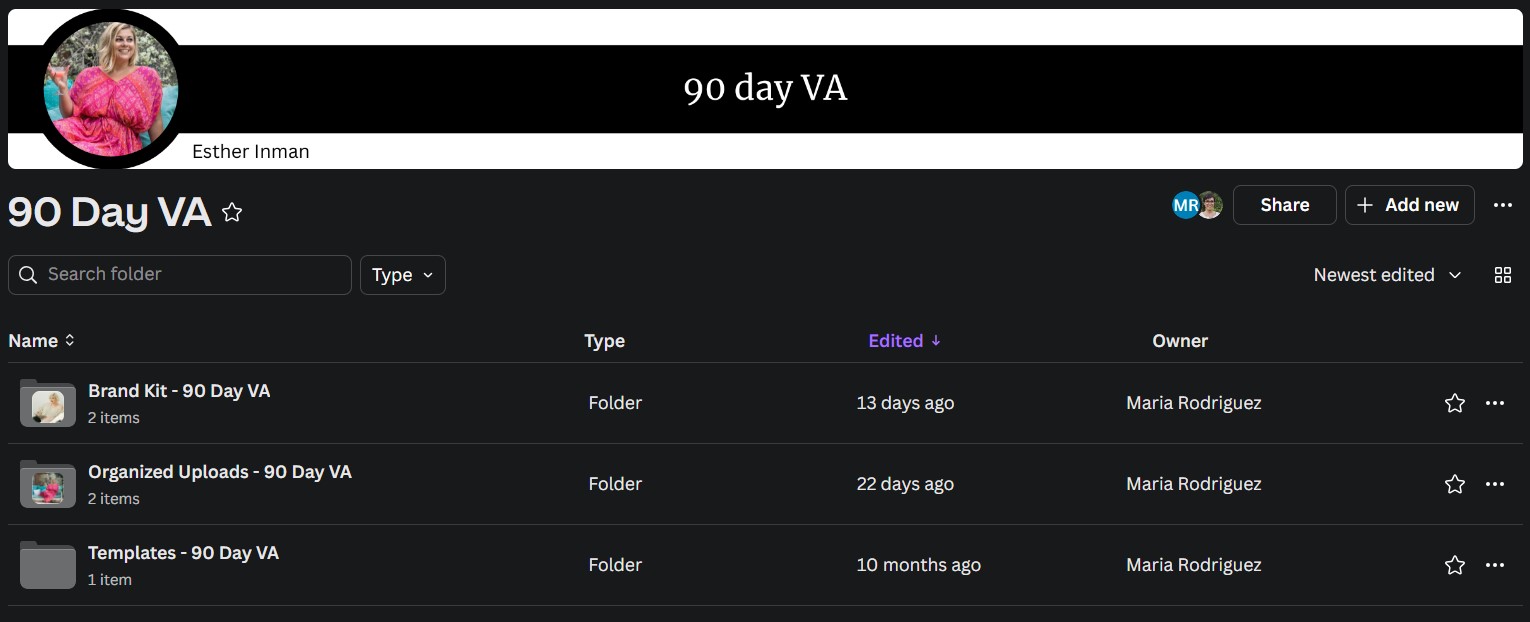 90 day VA
Esther Inman
90 Day VA
MR
Share
Add new
Search folder
Type
Newest edited
Name
Type
Edited
Owner
Brand Kit - 90 Day VA
2 items
Folder
13 days ago
Maria Rodriguez
Organized Uploads - 90 Day VA
2 items
Folder
22 days ago
Maria Rodriguez
Templates - 90 Day VA
1 item
Folder
10 months ago
Maria Rodriguez